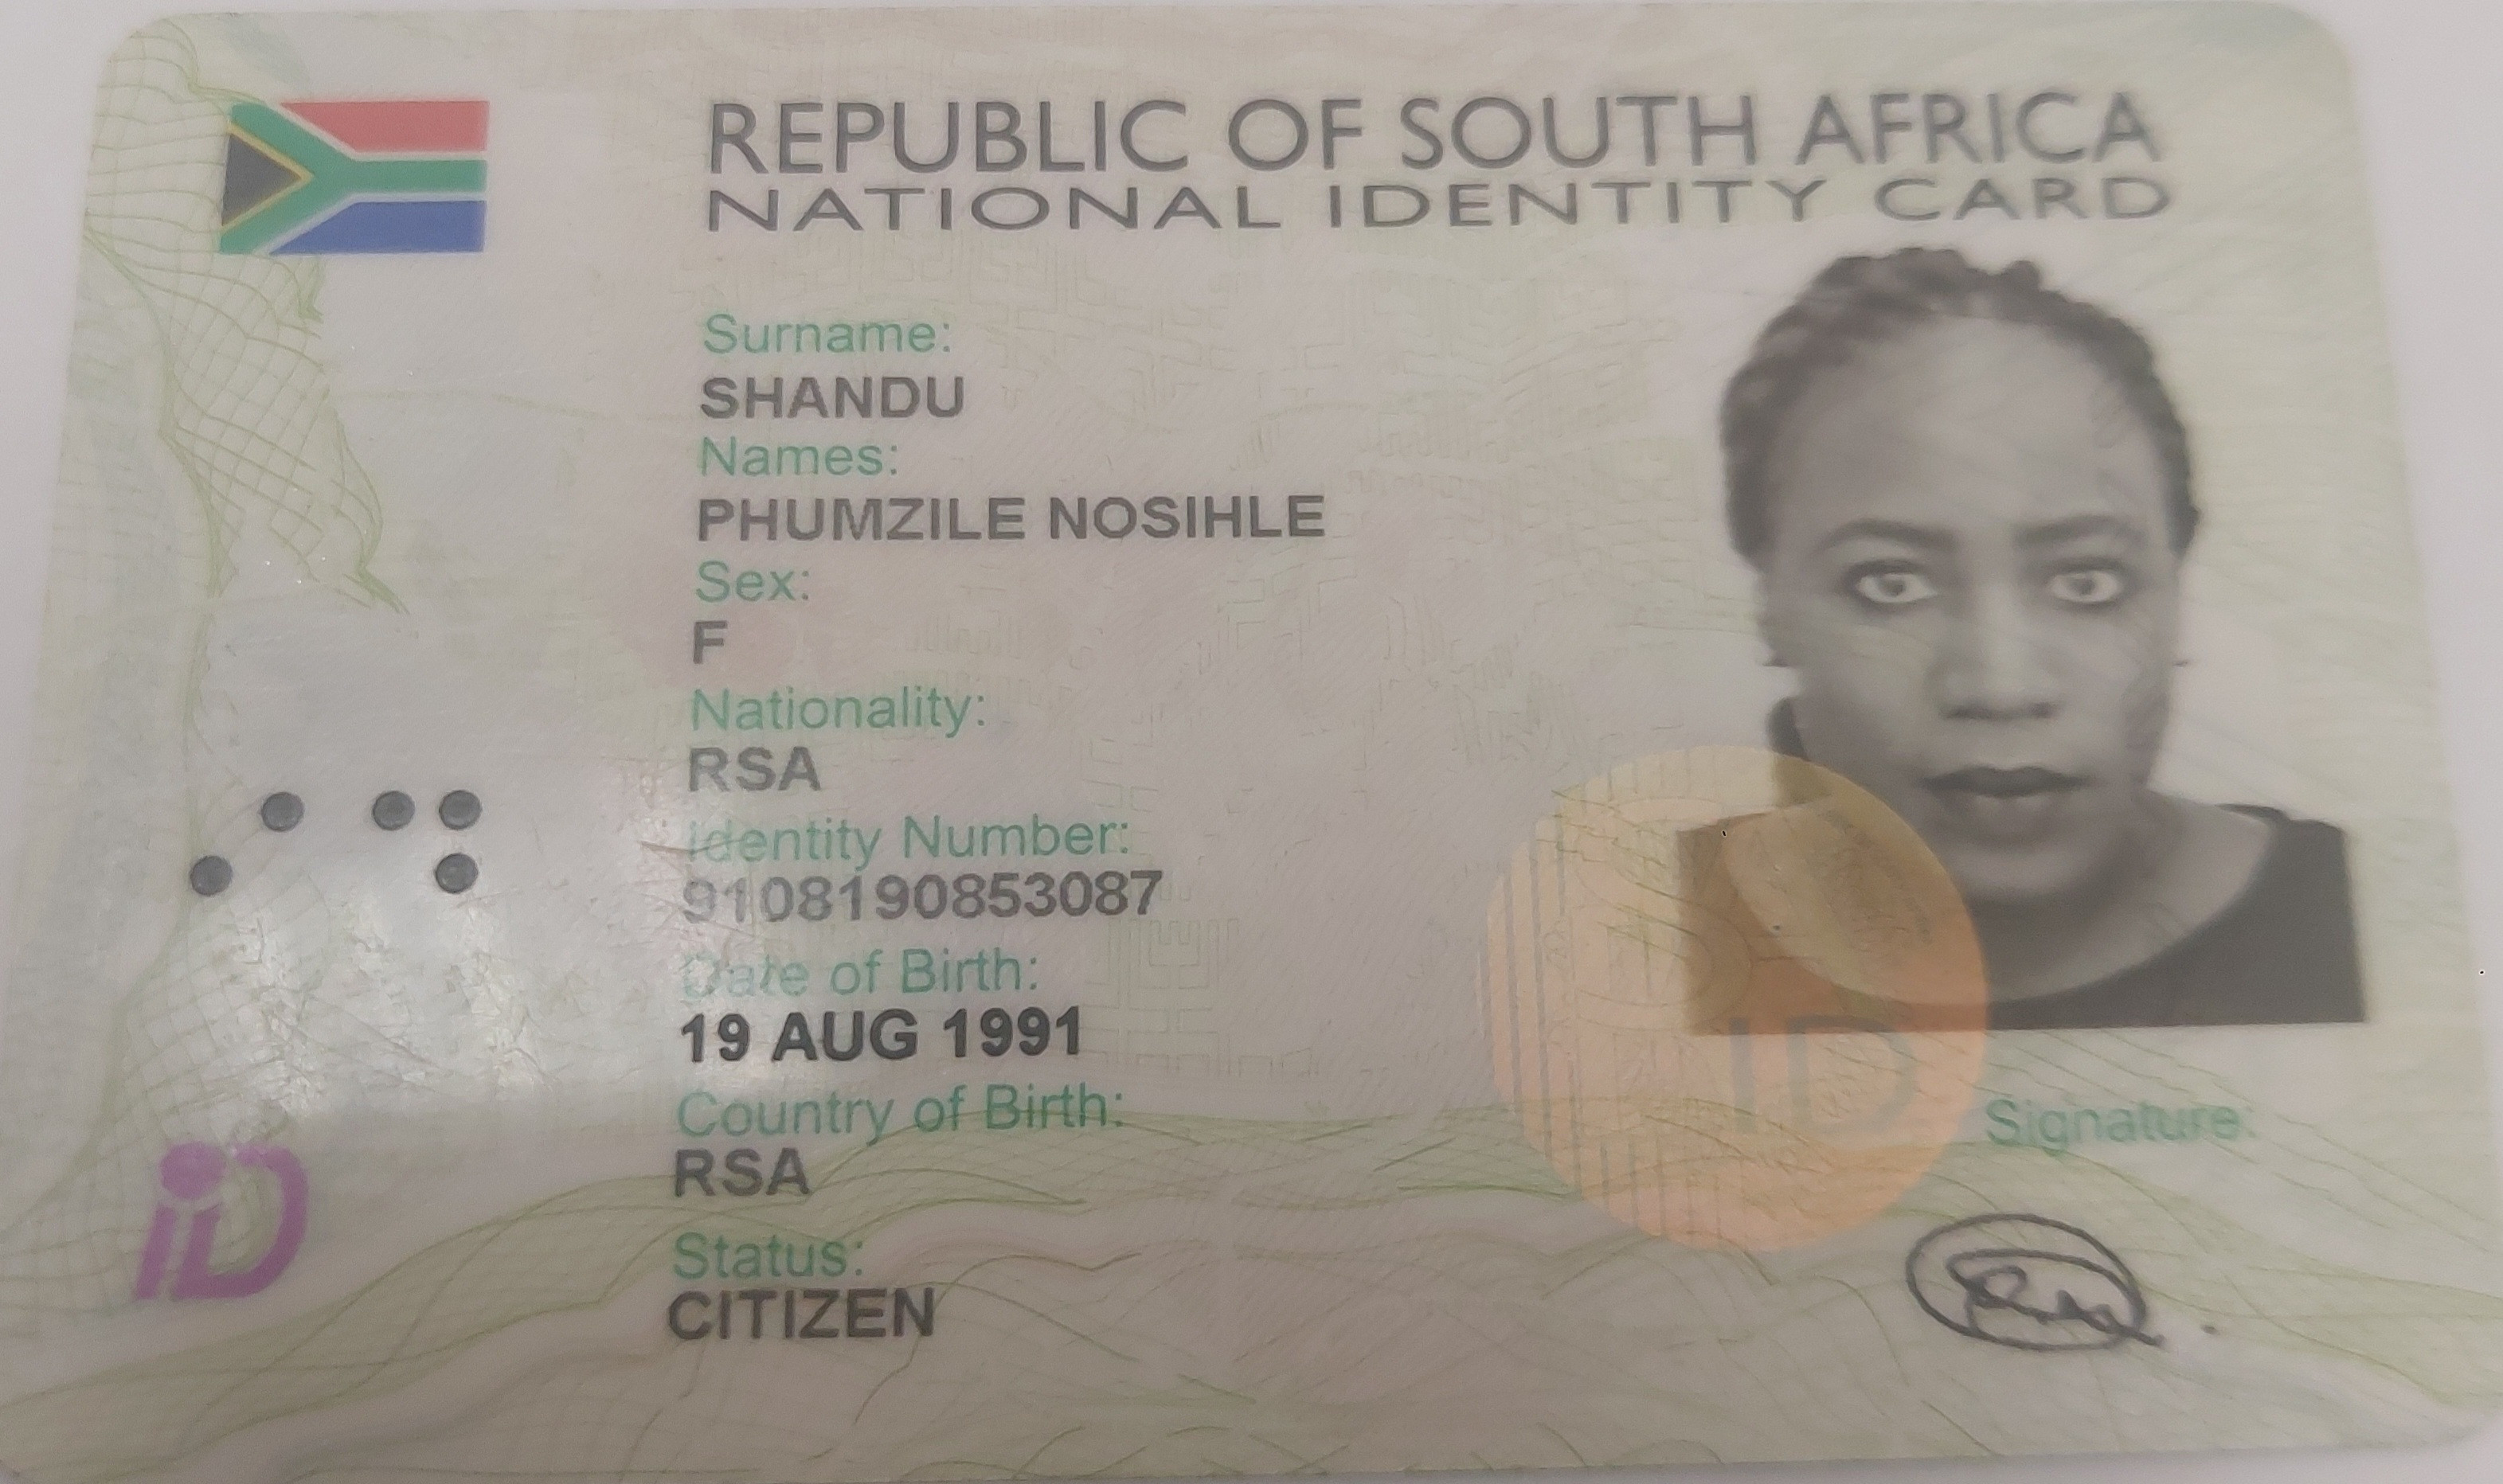 REPUBLIC OF SOUTH AFRICA
NATIONAL IDENTITY CARD
Surname:
SHANDU
Names:
PHUMZILE NOSIHLE
Sex:
F
Nationality:
RSA
Identity Number:
9108190853087
Date of Birth:
19 AUG 1991
Country of Birth:
RSA
Status:
CITIZEN
Signature:
iD
ID